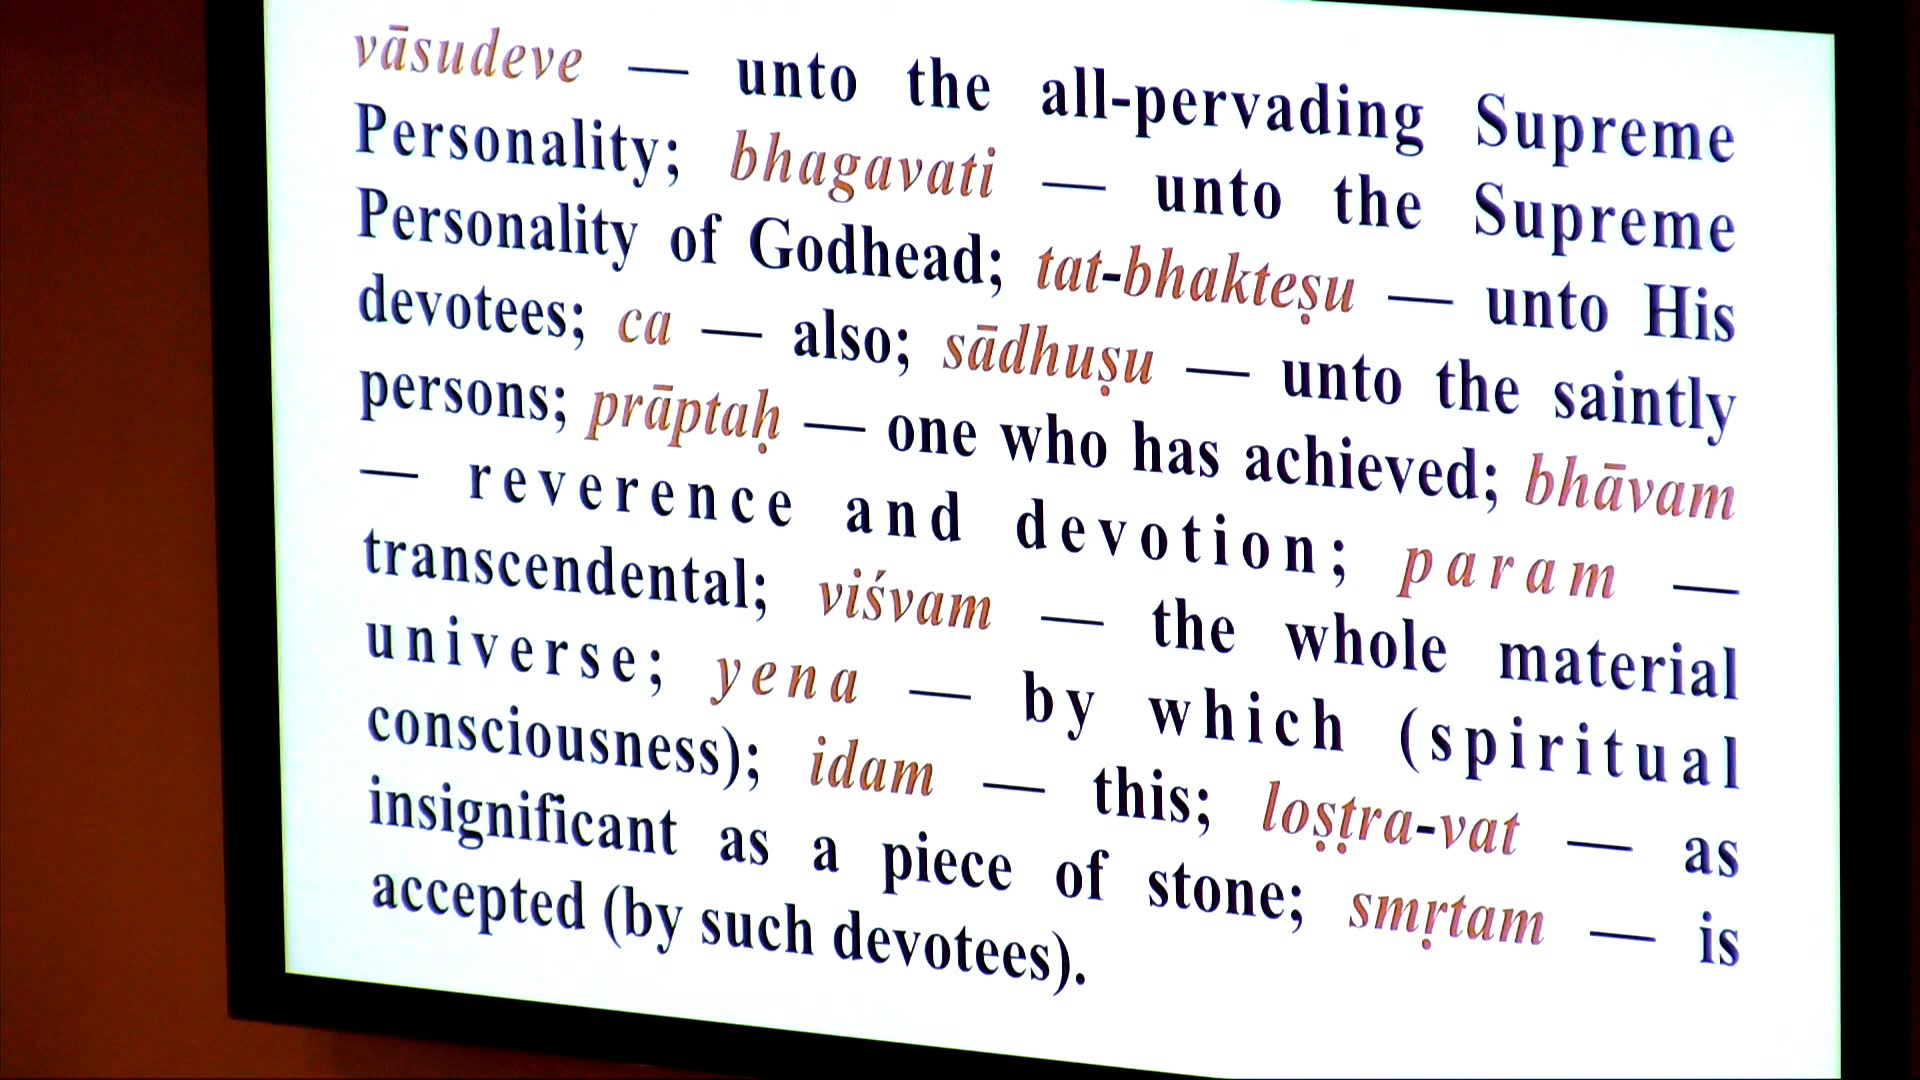 vāsudeve — unto the all-pervading Supreme
Personality; bhagavati — unto the Supreme
Personality of Godhead; tat-bhakteṣu — unto His
devotees; ca — also; sādhuṣu — unto the saintly
persons; prāptaḥ — one who has achieved; bhāvam
— reverence and devotion; param —
transcendental; viśvam — the whole material
universe; yena — by which (spiritual
consciousness); idam — this; loṣṭra-vat — as
insignificant as a piece of stone; smṛtam — is
accepted (by such devotees).